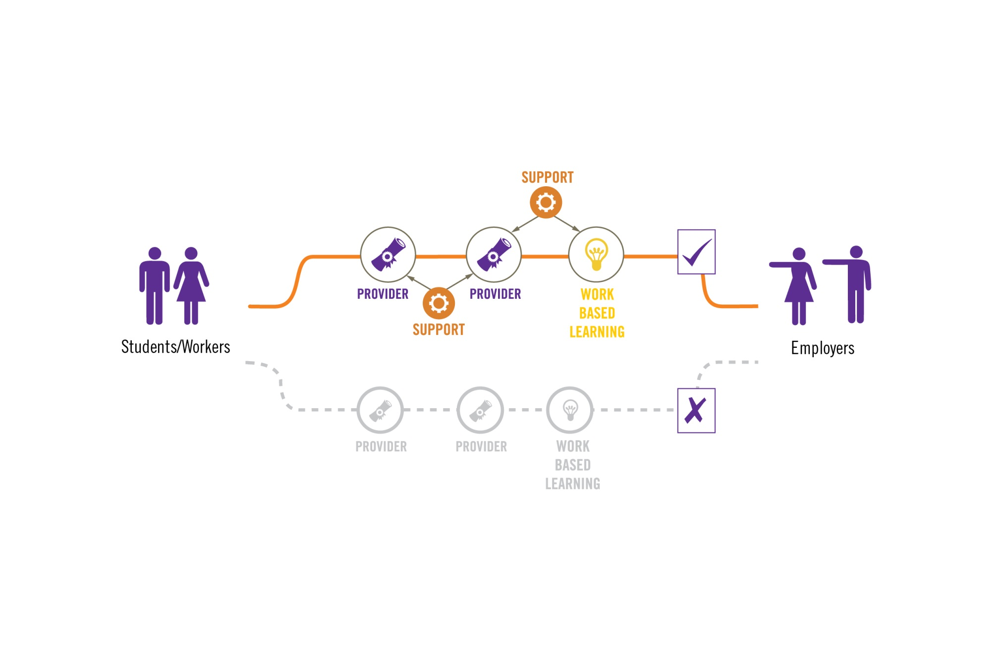 SUPPORT
PROVIDER
PROVIDER
WORK
BASED
LEARNING
SUPPORT
Students/Workers
Employers
PROVIDER
PROVIDER
WORK
BASED
LEARNING